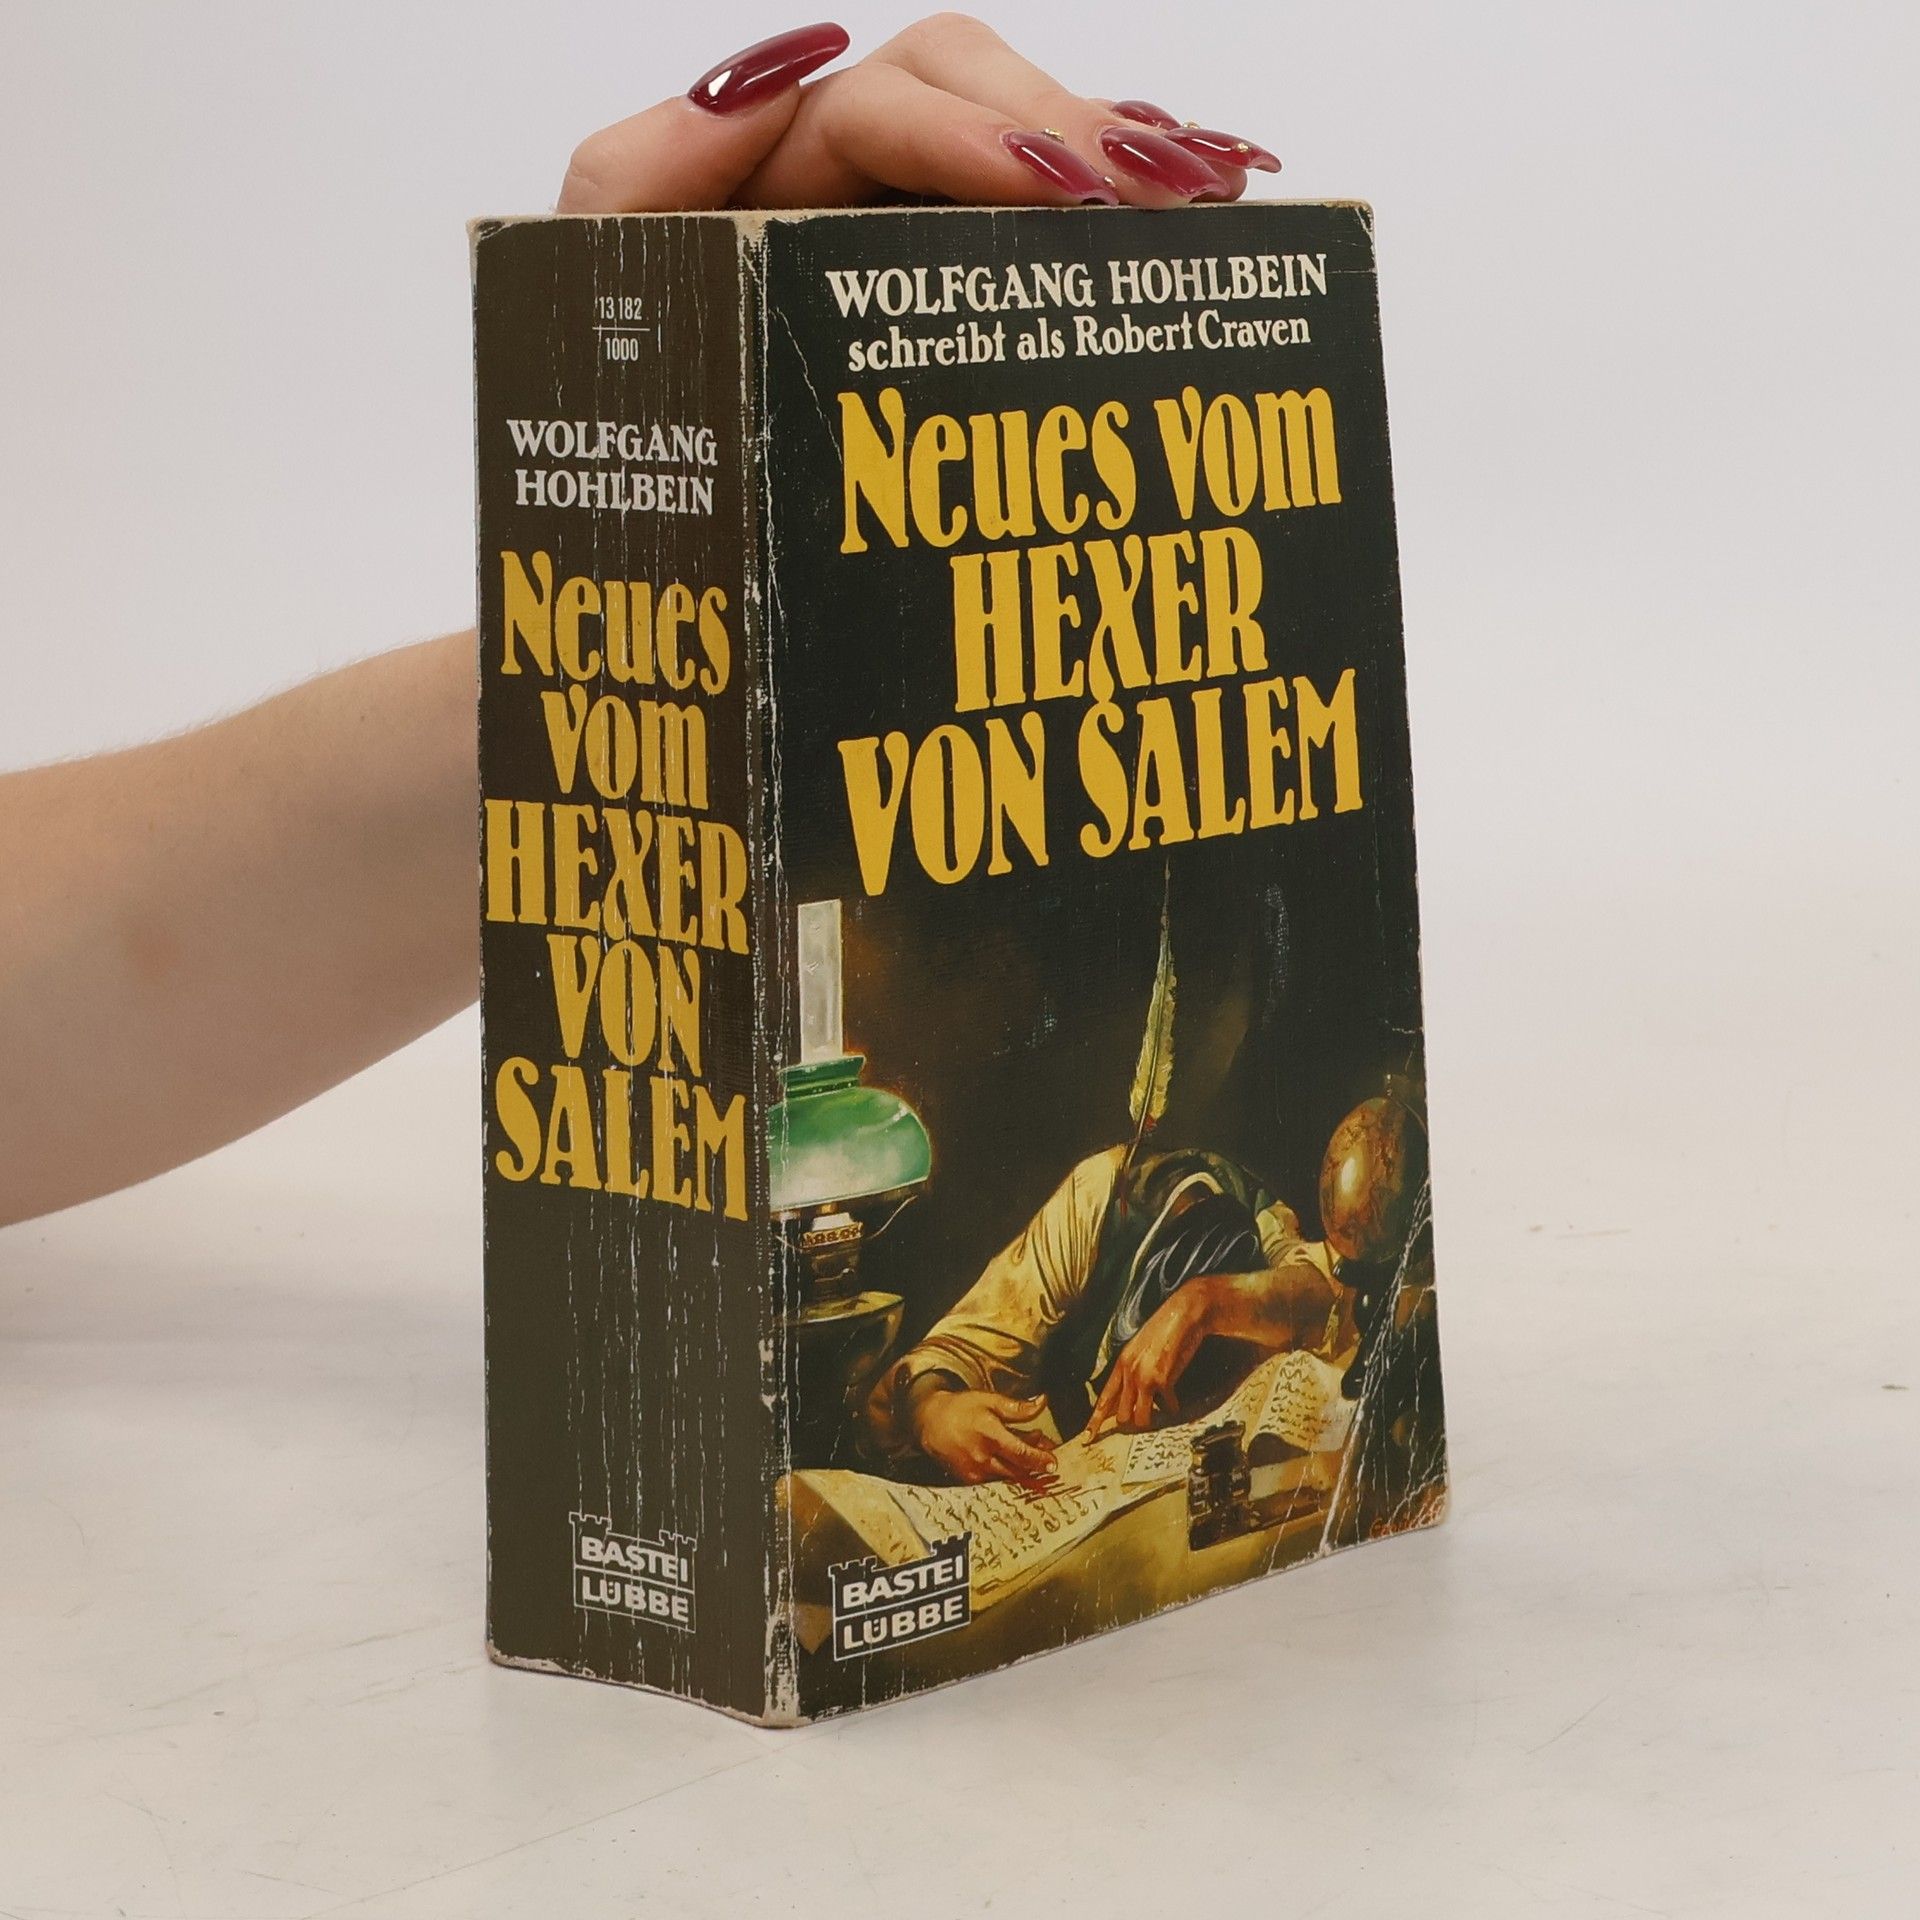 13 182
1000
WOLFGANG
HOHLBEIN
Neues
vom
HEXER
VON
SALEM
BASTEI
LÜBBE
WOLFGANG HOHLBEIN
schreibt als Robert Craven
Neues vom
HEXER
VON SALEM
BASTEI
LÜBBE